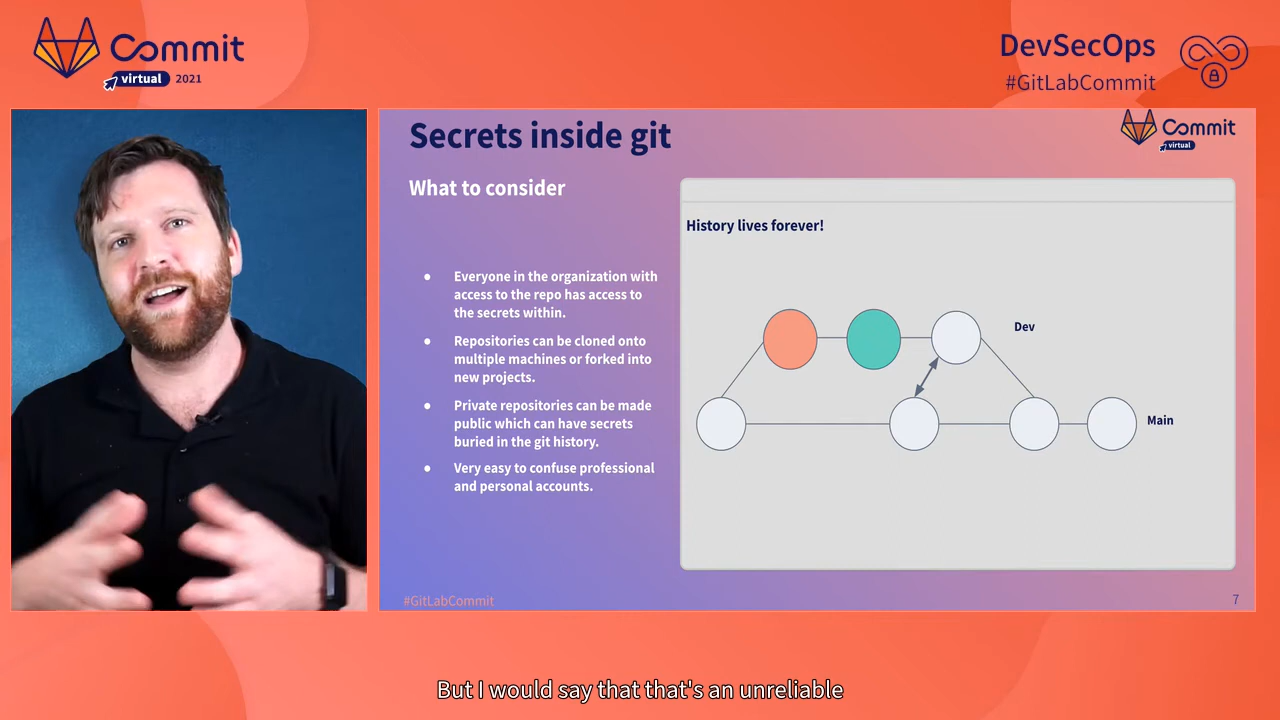 Commit
virtual 2021
DevSecOps
#GitLabCommit
Secrets inside git
Commit
virtual
What to consider
History lives forever!
● Everyone in the organization with
access to the repo has access to
the secrets within.
● Repositories can be cloned onto
multiple machines or forked into
new projects.
● Private repositories can be made
public which can have secrets
buried in the git history.
● Very easy to confuse professional
and personal accounts.
Dev
Main
#GitLabCommit
7
But I would say that that's an unreliable